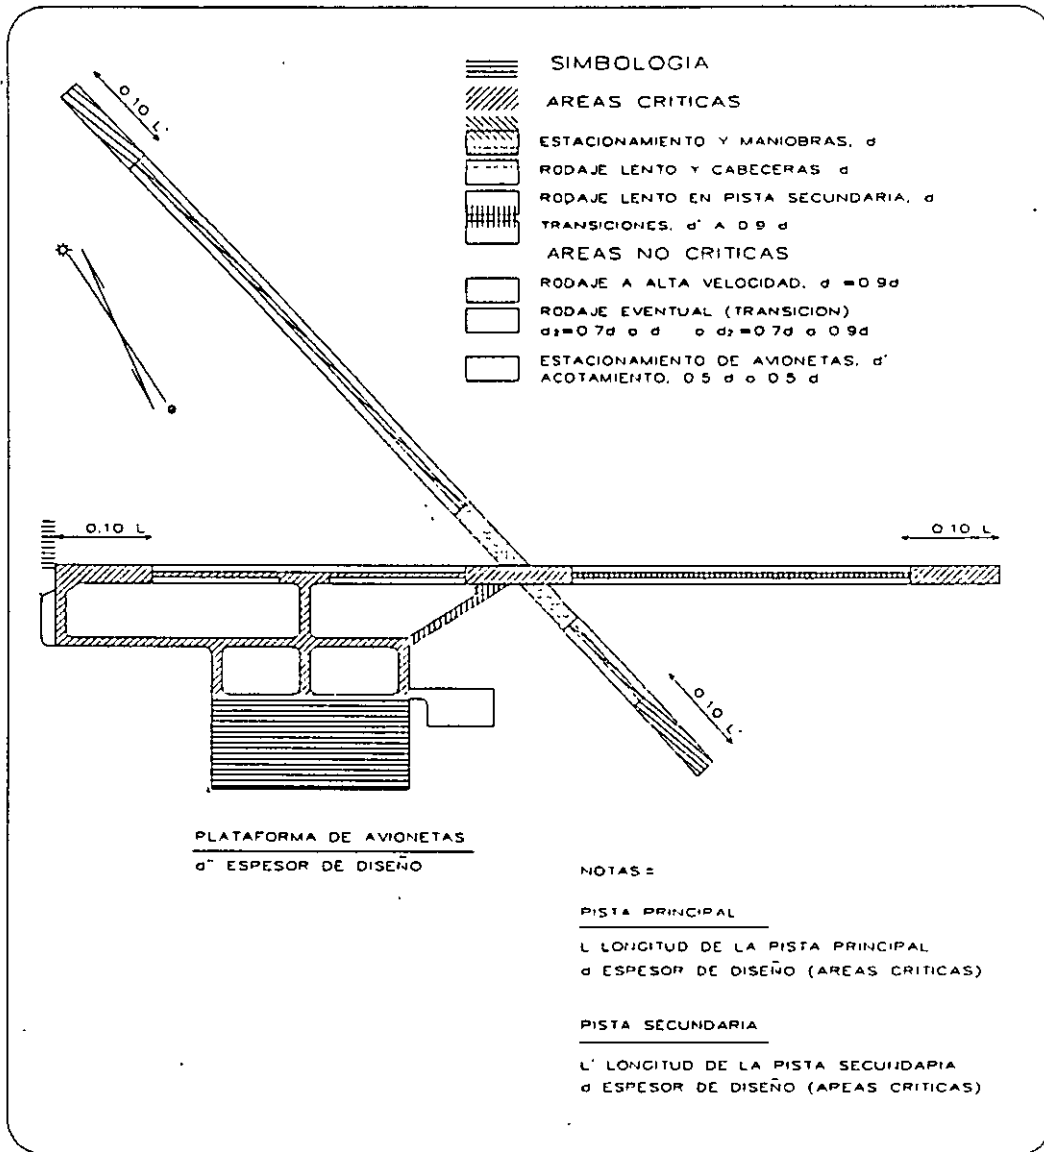 SIMBOLOGIA
AREAS CRITICAS
ESTACIONAMIENTO Y MANIOBRAS, d
RODAJE LENTO Y CABECERAS d
RODAJE LENTO EN PISTA SECUNDARIA, d
TRANSICIONES, d' A 0.9 d
AREAS NO CRITICAS
RODAJE A ALTA VELOCIDAD, d =0.9d
RODAJE EVENTUAL (TRANSICION)
d₂=0.7d o d o d₂=0.7d o 0.9d
ESTACIONAMIENTO DE AVIONETAS, d'
ACOTAMIENTO, 0.5 d o 0.5 d
0.10 L'
0.10 L
0.10 L
0.10 L'
PLATAFORMA DE AVIONETAS
d" ESPESOR DE DISEÑO
NOTAS=
PISTA PRINCIPAL
L LONGITUD DE LA PISTA PRINCIPAL
d ESPESOR DE DISEÑO (AREAS CRITICAS)
PISTA SECUNDARIA
L' LONGITUD DE LA PISTA SECUNDARIA
d ESPESOR DE DISEÑO (AREAS CRITICAS)